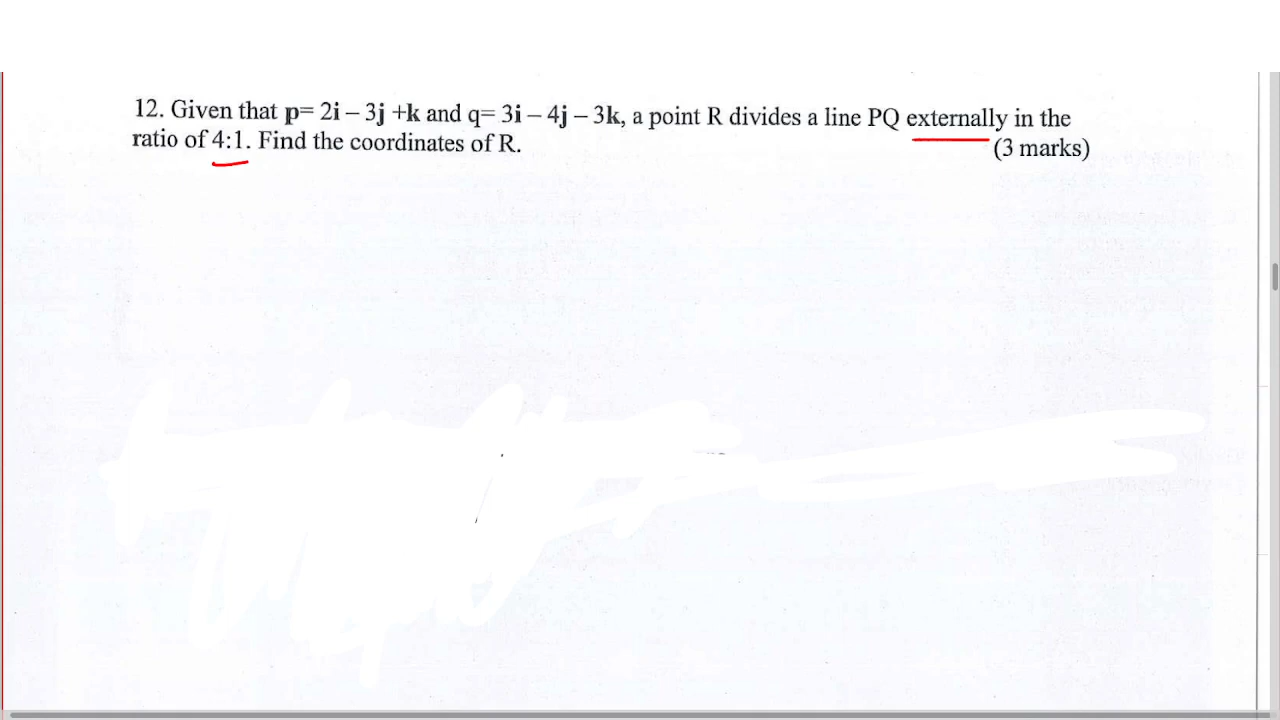 12. Given that p= 2i – 3j +k and q= 3i – 4j – 3k, a point R divides a line PQ externally in the
ratio of 4:1. Find the coordinates of R.
(3 marks)